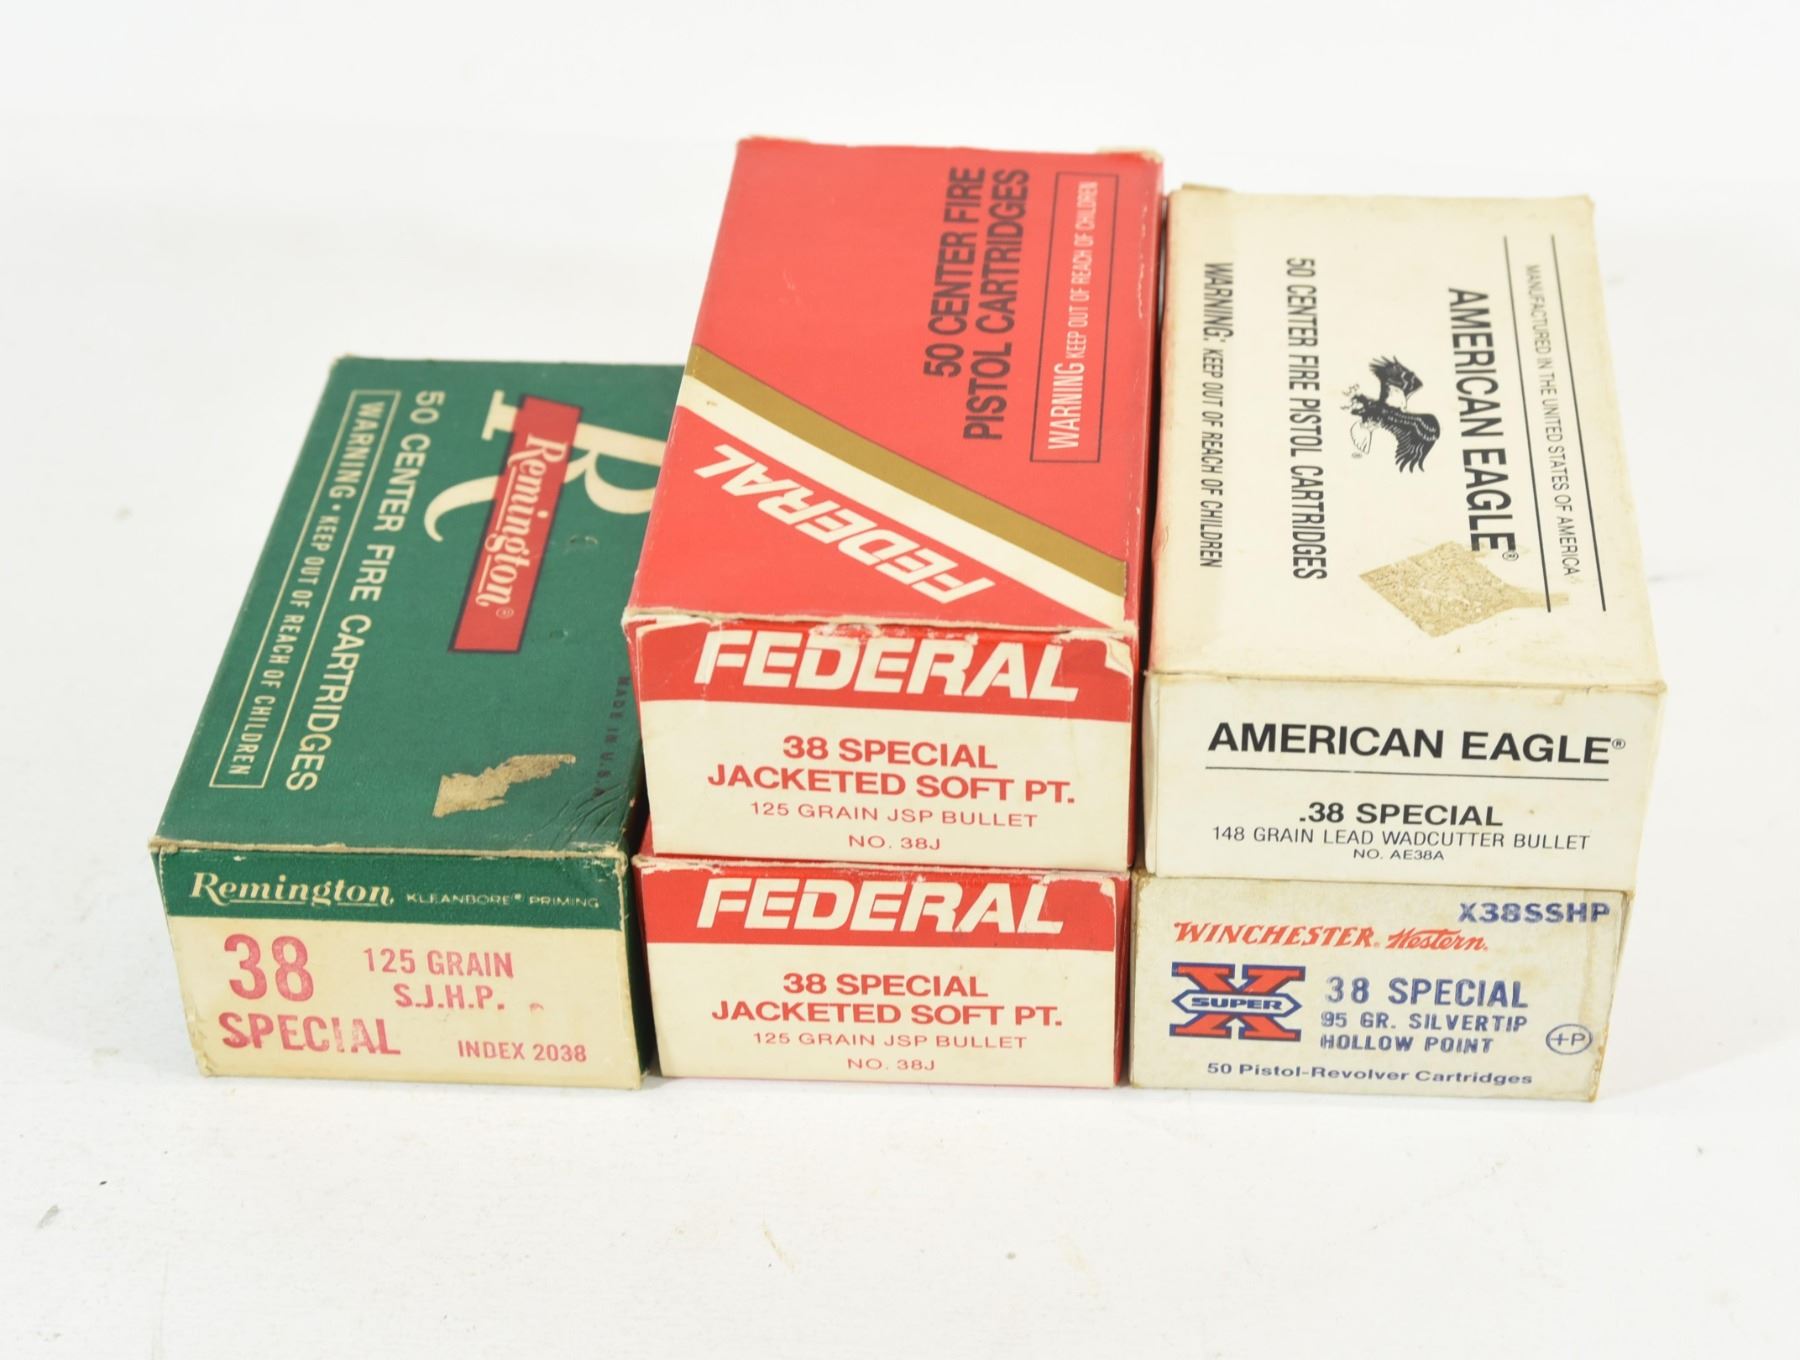 50 CENTER FIRE CARTRIDGES
WARNING • KEEP OUT OF REACH OF CHILDREN
R
Remington®
MADE IN U.S.A.
Remington, KLEANBORE® PRIMING
38
SPECIAL
125 GRAIN
S.J.H.P.
INDEX 2038
50 CENTER FIRE
PISTOL CARTRIDGES
WARNING KEEP OUT OF REACH OF CHILDREN
FEDERAL
FEDERAL
38 SPECIAL
JACKETED SOFT PT.
125 GRAIN JSP BULLET
NO. 38J
FEDERAL
38 SPECIAL
JACKETED SOFT PT.
125 GRAIN JSP BULLET
NO. 38J
MANUFACTURED IN THE UNITED STATES OF AMERICA
AMERICAN EAGLE®
®
50 CENTER FIRE PISTOL CARTRIDGES
WARNING: KEEP OUT OF REACH OF CHILDREN
AMERICAN EAGLE®
.38 SPECIAL
148 GRAIN LEAD WADCUTTER BULLET
NO. AE38A
X38SSHP
WINCHESTER Western
SUPER X
38 SPECIAL
95 GR. SILVERTIP
HOLLOW POINT
+P
50 Pistol-Revolver Cartridges